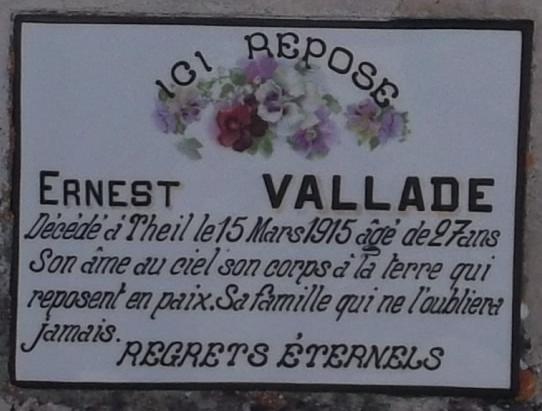 ICI REPOSE
ERNEST VALLADE
Décédé à Theil le 15 Mars 1915 âgé de 27 ans
Son âme au ciel son corps à la terre qui
reposent en paix. Sa famille qui ne l'oubliera
jamais.
REGRETS ÉTERNELS